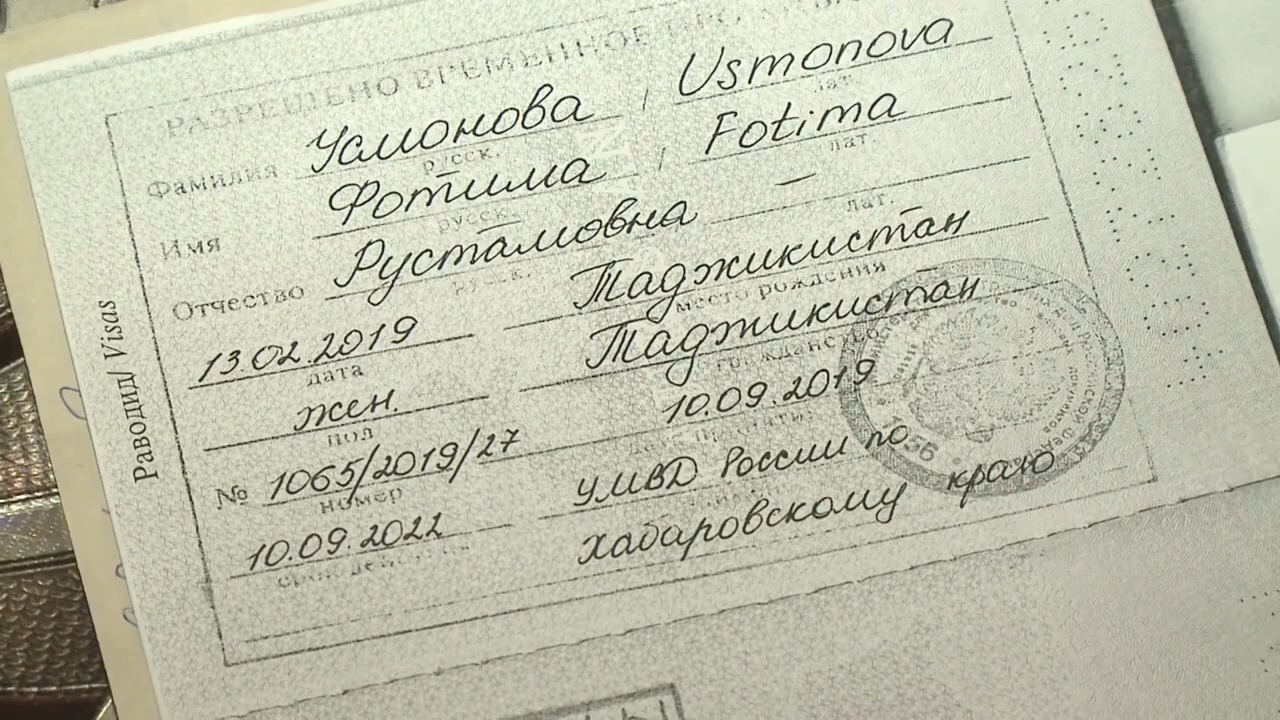 РАЗРЕШЕНО ВРЕМЕННОЕ
Фамилия Усмонова / Usmonova
русск. лат.
Имя Фотима / Fotima
русск. лат.
Отчество Рустамовна —
русск. лат.
13.02.2019 Таджикистан
дата место рождения
жен. Таджикистан
пол гражданство
№ 1065/2019/27 10.09.2019
номер
10.09.2022 УМВД России по
Хабаровскому краю
156
Раводид/ Visas